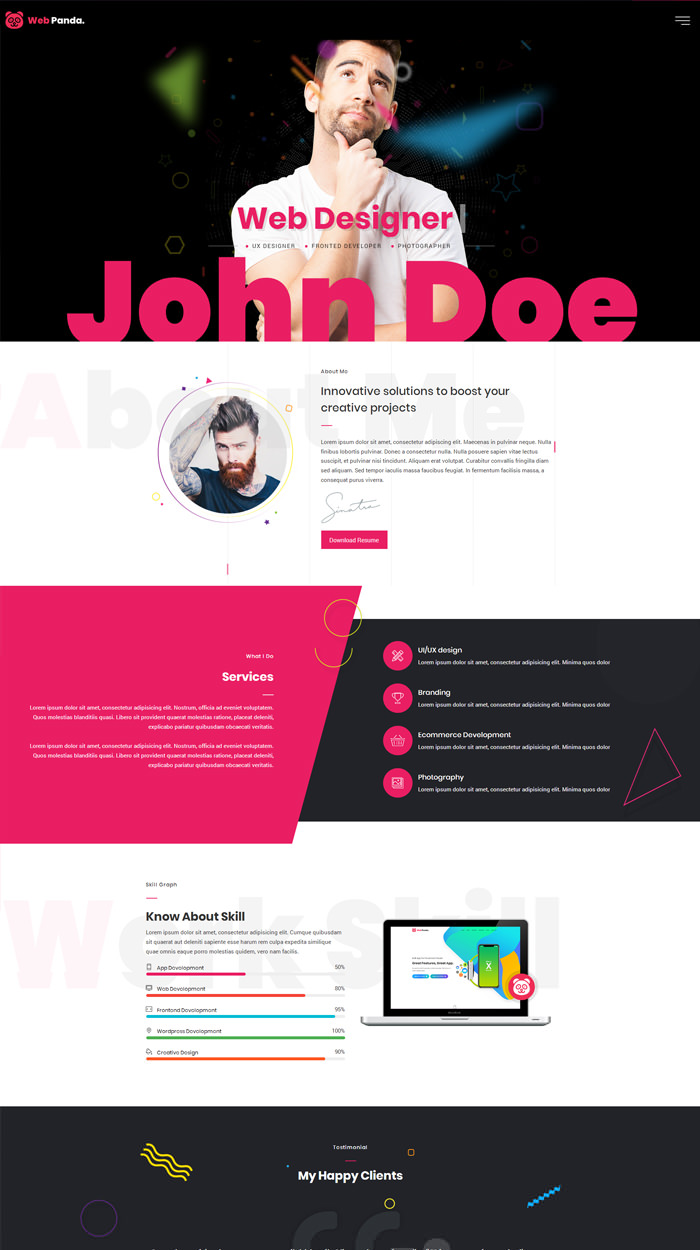 Web Panda.
Web Designer
UX DESIGNER FRONTED DEVELOPER PHOTOGRAPHER
John Doe
About Me
About Me
Innovative solutions to boost your
creative projects
Lorem ipsum dolor sit amet, consectetur adipiscing elit. Maecenas in pulvinar neque. Nulla
finibus lobortis pulvinar. Donec a consectetur nulla. Nulla posuere sapien vitae lectus
suscipit, et pulvinar nisi tincidunt. Aliquam erat volutpat. Curabitur convallis fringilla diam
sed aliquam. Sed tempor iaculis massa faucibus feugiat. In fermentum facilisis massa, a
consequat purus viverra.
Sinatra
Download Resume
What I Do
Services
Lorem ipsum dolor sit amet, consectetur adipisicing elit. Nostrum, officia ad eveniet voluptatem.
Quos molestias blanditiis quasi. Libero sit provident quaerat molestias ratione, placeat deleniti,
explicabo pariatur quibusdam obcaecati veritatis.
Lorem ipsum dolor sit amet, consectetur adipisicing elit. Nostrum, officia ad eveniet voluptatem.
Quos molestias blanditiis quasi. Libero sit provident quaerat molestias ratione, placeat deleniti,
explicabo pariatur quibusdam obcaecati veritatis.
UI/UX design
Lorem ipsum dolor sit amet, consectetur adipisicing elit. Minima quos dolor
Branding
Lorem ipsum dolor sit amet, consectetur adipisicing elit. Minima quos dolor
Ecommerce Development
Lorem ipsum dolor sit amet, consectetur adipisicing elit. Minima quos dolor
Photography
Lorem ipsum dolor sit amet, consectetur adipisicing elit. Minima quos dolor
Work Skill
Skill Graph
Know About Skill
Lorem ipsum dolor sit amet, consectetur adipisicing elit. Cumque quibusdam
sit quaerat aut deleniti sapiente esse harum rem culpa expedita similique
quae omnis eaque porro molestias quidem, vero nam facilis.
App Development 50%
Web Development 80%
Frontend Development 95%
Wordpress Development 100%
Creative Design 90%
Great Features, Great App.
Testimonial
My Happy Clients